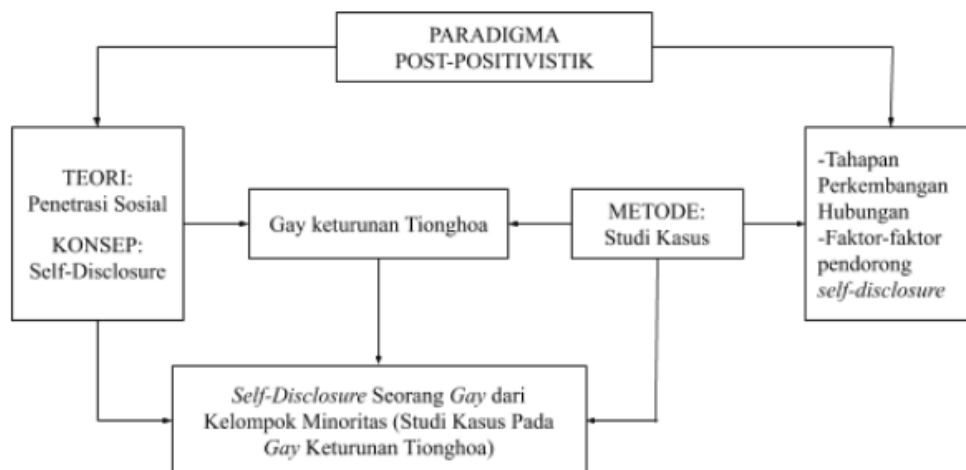 PARADIGMA
POST-POSITIVISTIK
TEORI:
Penetrasi Sosial
KONSEP:
Self-Disclosure
Gay keturunan Tionghoa
METODE:
Studi Kasus
-Tahapan
Perkembangan
Hubungan
-Faktor-faktor
pendorong
self-disclosure
Self-Disclosure Seorang Gay dari
Kelompok Minoritas (Studi Kasus Pada
Gay Keturunan Tionghoa)